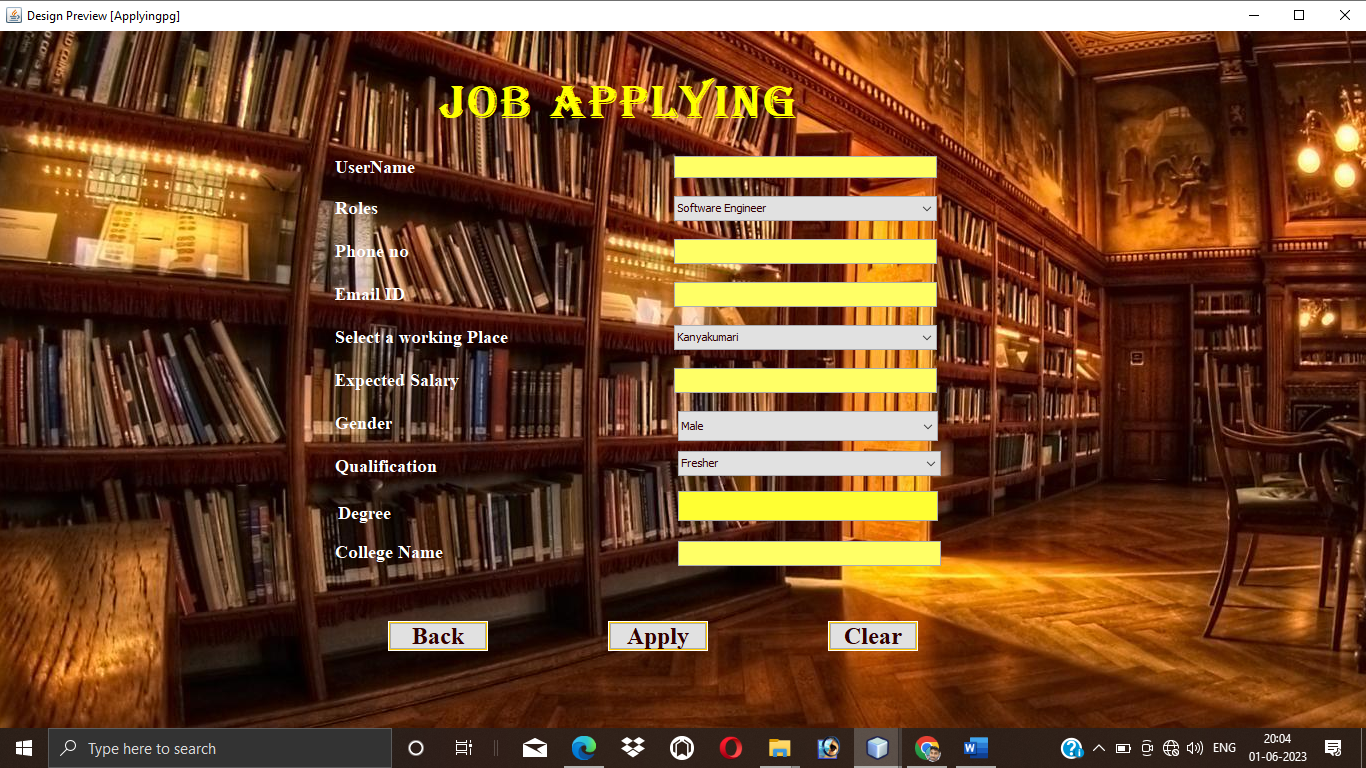 Design Preview [Applyingpg]
JOB APPLYING
UserName
Roles Software Engineer
Phone no
Email ID
Select a working Place Kanyakumari
Expected Salary
Gender Male
Qualification Fresher
Degree
College Name
Back Apply Clear
Type here to search
ENG
20:04
01-06-2023